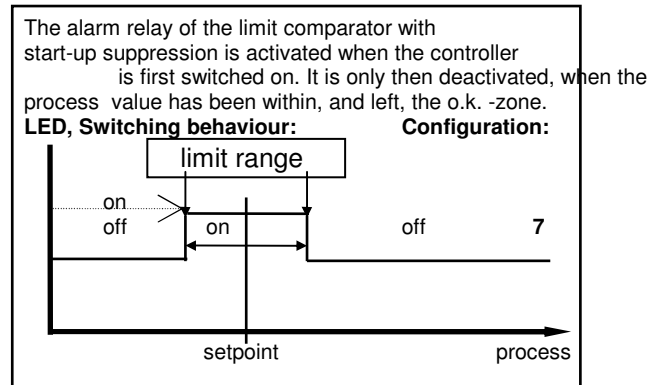 The alarm relay of the limit comparator with
start-up suppression is activated when the controller
is first switched on. It is only then deactivated, when the
process value has been within, and left, the o.k. -zone.
LED, Switching behaviour: Configuration:
limit range
on
off on off 7
setpoint process